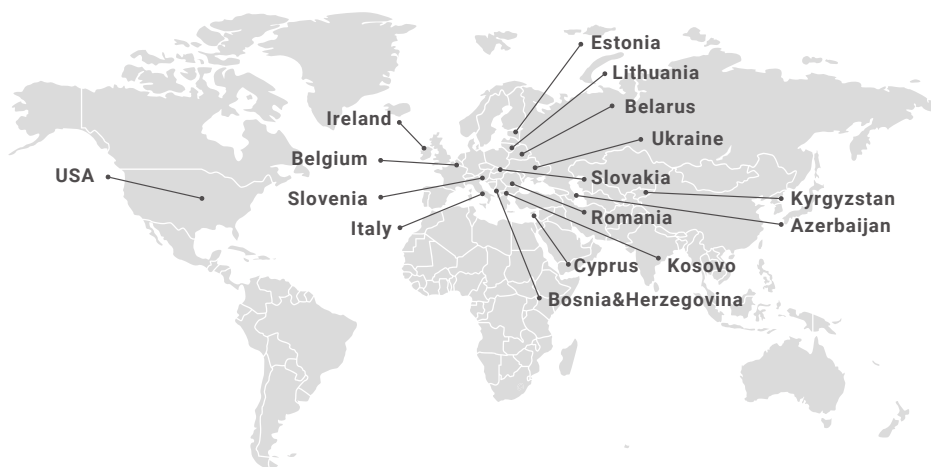 Estonia
Lithuania
Belarus
Ireland
Ukraine
Belgium
USA
Slovakia
Slovenia
Kyrgyzstan
Romania
Azerbaijan
Italy
Cyprus
Kosovo
Bosnia&Herzegovina